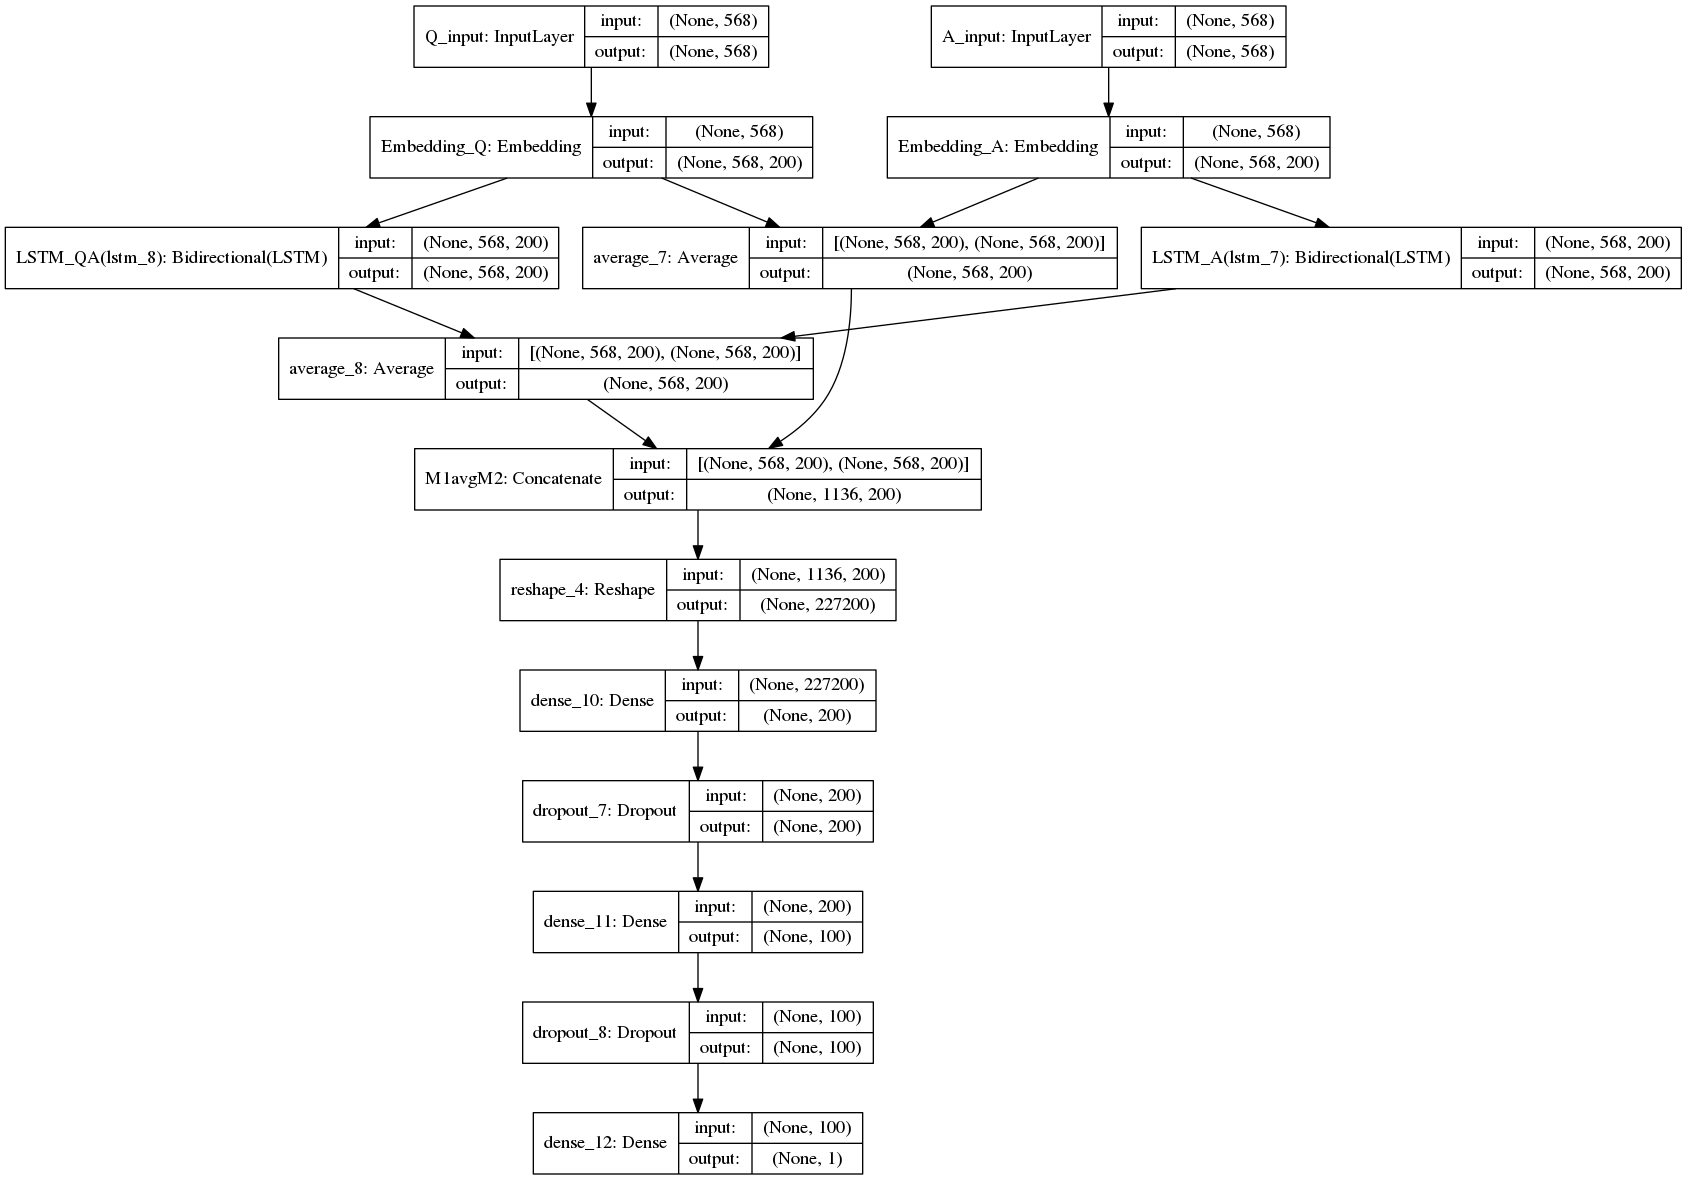 Q_input: InputLayer input: (None, 568)
output: (None, 568)
A_input: InputLayer input: (None, 568)
output: (None, 568)
Embedding_Q: Embedding input: (None, 568)
output: (None, 568, 200)
Embedding_A: Embedding input: (None, 568)
output: (None, 568, 200)
LSTM_QA(lstm_8): Bidirectional(LSTM) input: (None, 568, 200)
output: (None, 568, 200)
average_7: Average input: [(None, 568, 200), (None, 568, 200)]
output: (None, 568, 200)
LSTM_A(lstm_7): Bidirectional(LSTM) input: (None, 568, 200)
output: (None, 568, 200)
average_8: Average input: [(None, 568, 200), (None, 568, 200)]
output: (None, 568, 200)
M1avgM2: Concatenate input: [(None, 568, 200), (None, 568, 200)]
output: (None, 1136, 200)
reshape_4: Reshape input: (None, 1136, 200)
output: (None, 227200)
dense_10: Dense input: (None, 227200)
output: (None, 200)
dropout_7: Dropout input: (None, 200)
output: (None, 200)
dense_11: Dense input: (None, 200)
output: (None, 100)
dropout_8: Dropout input: (None, 100)
output: (None, 100)
dense_12: Dense input: (None, 100)
output: (None, 1)